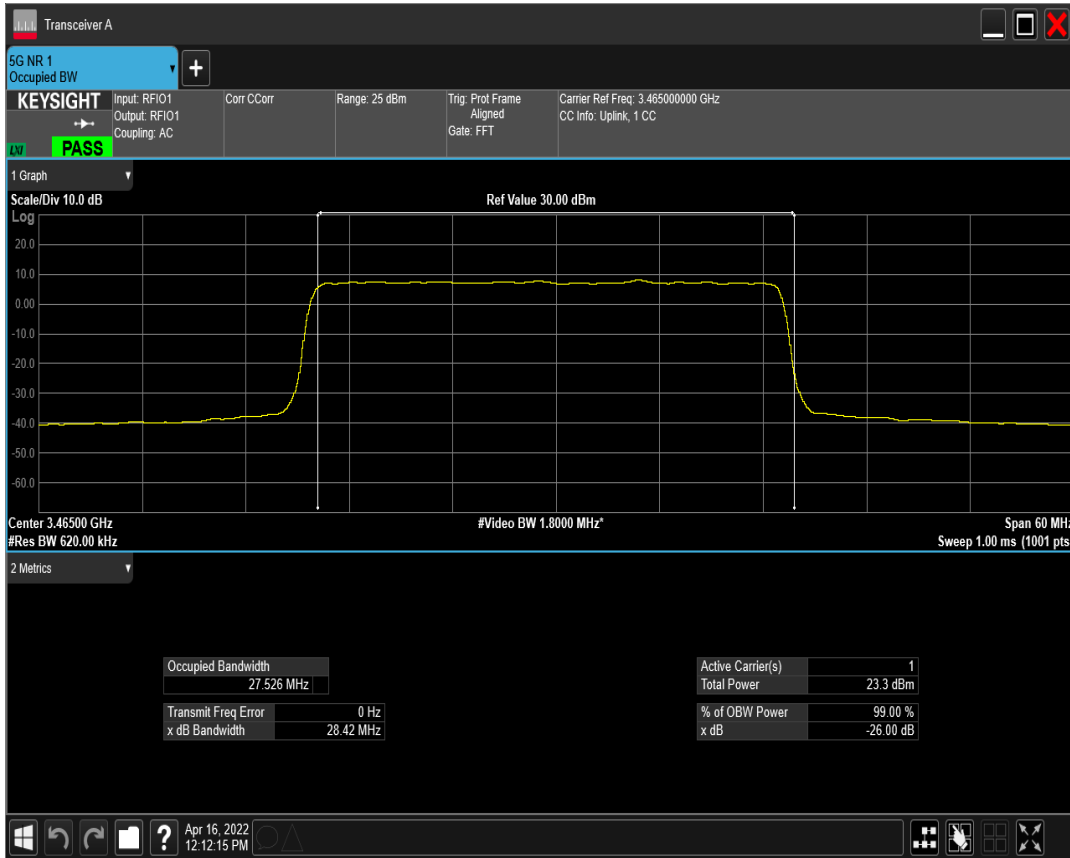 Transceiver A
5G NR 1
Occupied BW
KEYSIGHT
LXI
PASS
Input: RFIO1
Output: RFIO1
Coupling: AC
Corr CCorr
Range: 25 dBm
Trig: Prot Frame
Aligned
Gate: FFT
Carrier Ref Freq: 3.465000000 GHz
CC Info: Uplink, 1 CC
1 Graph
Scale/Div 10.0 dB
Ref Value 30.00 dBm
Log
20.0
10.0
0.00
-10.0
-20.0
-30.0
-40.0
-50.0
-60.0
Center 3.46500 GHz
#Video BW 1.8000 MHz*
Span 60 MHz
#Res BW 620.00 kHz
Sweep 1.00 ms (1001 pts
2 Metrics
Occupied Bandwidth
27.526 MHz
Transmit Freq Error 0 Hz
x dB Bandwidth 28.42 MHz
Active Carrier(s) 1
Total Power 23.3 dBm
% of OBW Power 99.00 %
x dB -26.00 dB
Apr 16, 2022
12:12:15 PM